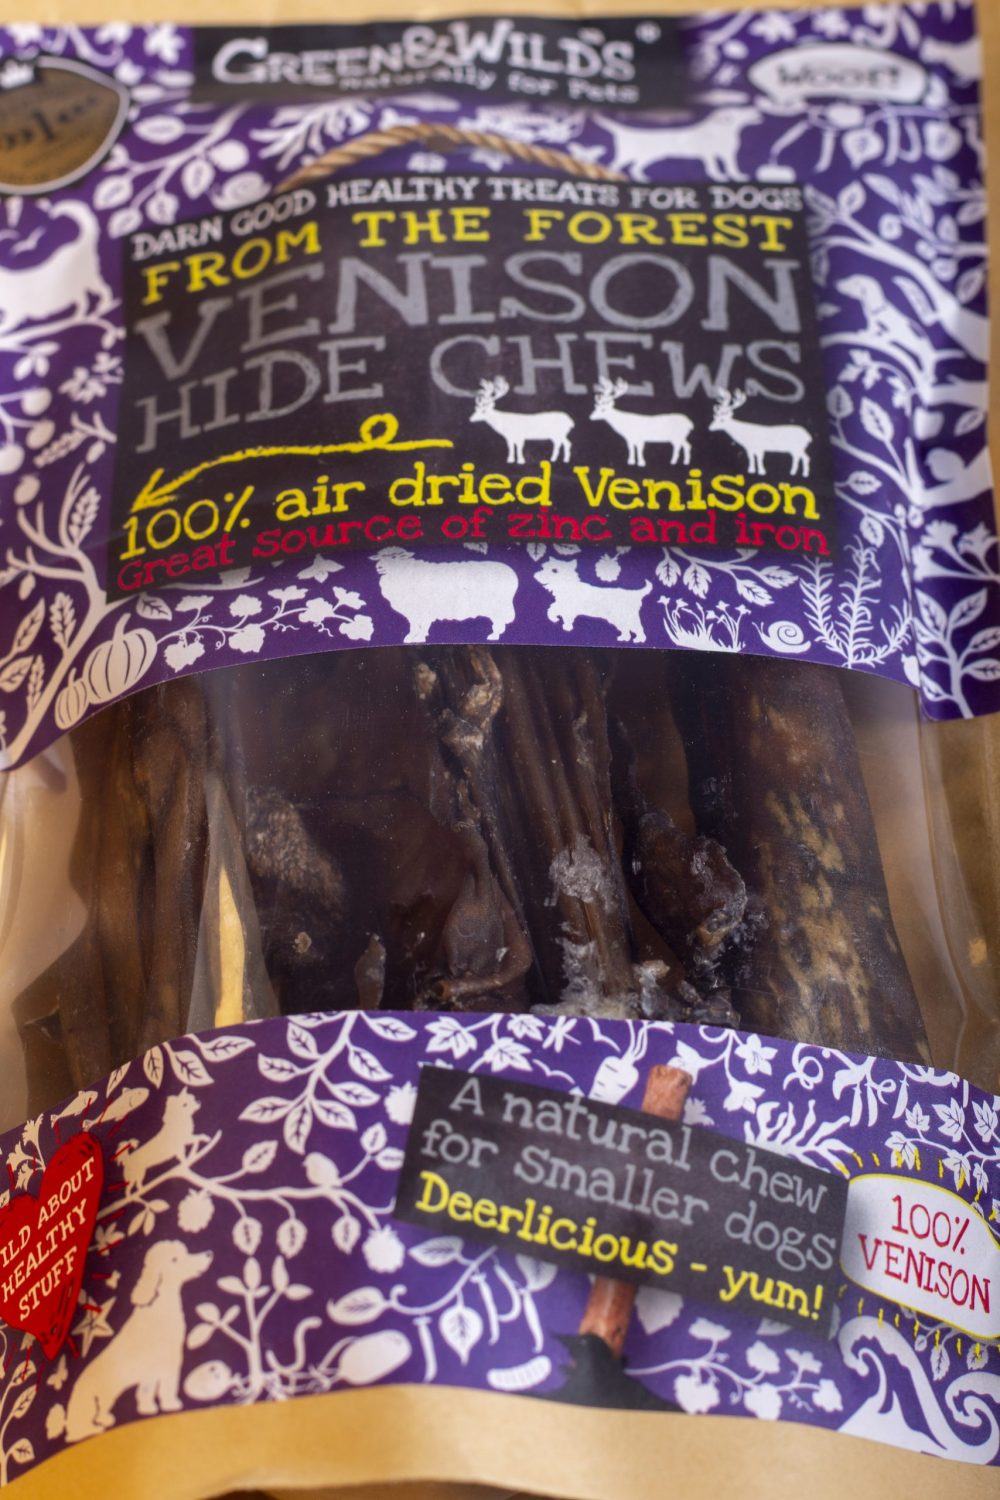 GREEN&WILD'S®
naturally for Pets
WOOF!
DARN GOOD HEALTHY TREATS FOR DOGS
FROM THE FOREST
VENISON
HIDE CHEWS
100% air dried Venison
Great source of zinc and iron
A natural chew
for smaller dogs
Deerlicious - yum!
100%
VENISON
ILD ABOUT
HEALTHY
STUFF